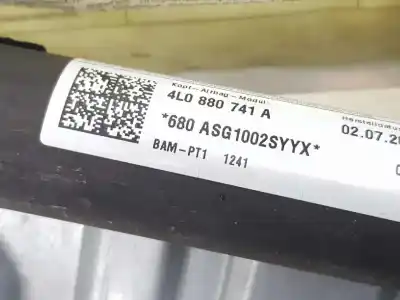 Kopf-Airbag-Modul
4L0 880 741 A
*680 ASG1002SYYX*
BAM-PT1 1241
02.07.20